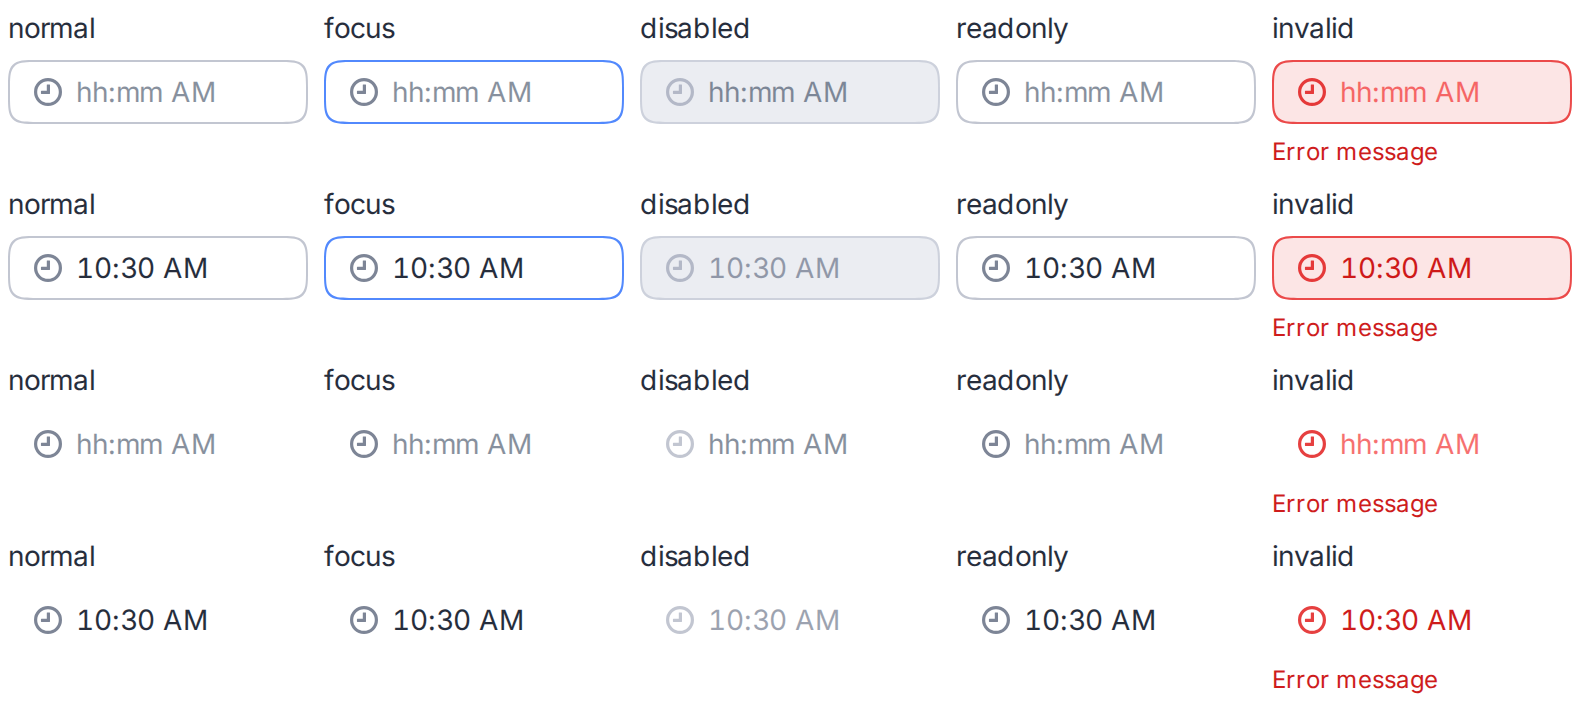 normal focus disabled readonly invalid
hh:mm AM hh:mm AM hh:mm AM hh:mm AM hh:mm AM
Error message
normal focus disabled readonly invalid
10:30 AM 10:30 AM 10:30 AM 10:30 AM 10:30 AM
Error message
normal focus disabled readonly invalid
hh:mm AM hh:mm AM hh:mm AM hh:mm AM hh:mm AM
Error message
normal focus disabled readonly invalid
10:30 AM 10:30 AM 10:30 AM 10:30 AM 10:30 AM
Error message